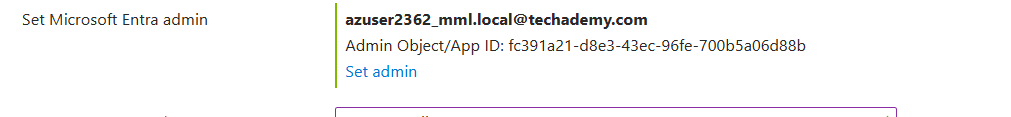 Set Microsoft Entra admin
azuser2362_mml.local@techademy.com
Admin Object/App ID: fc391a21-d8e3-43ec-96fe-700b5a06d88b
Set admin